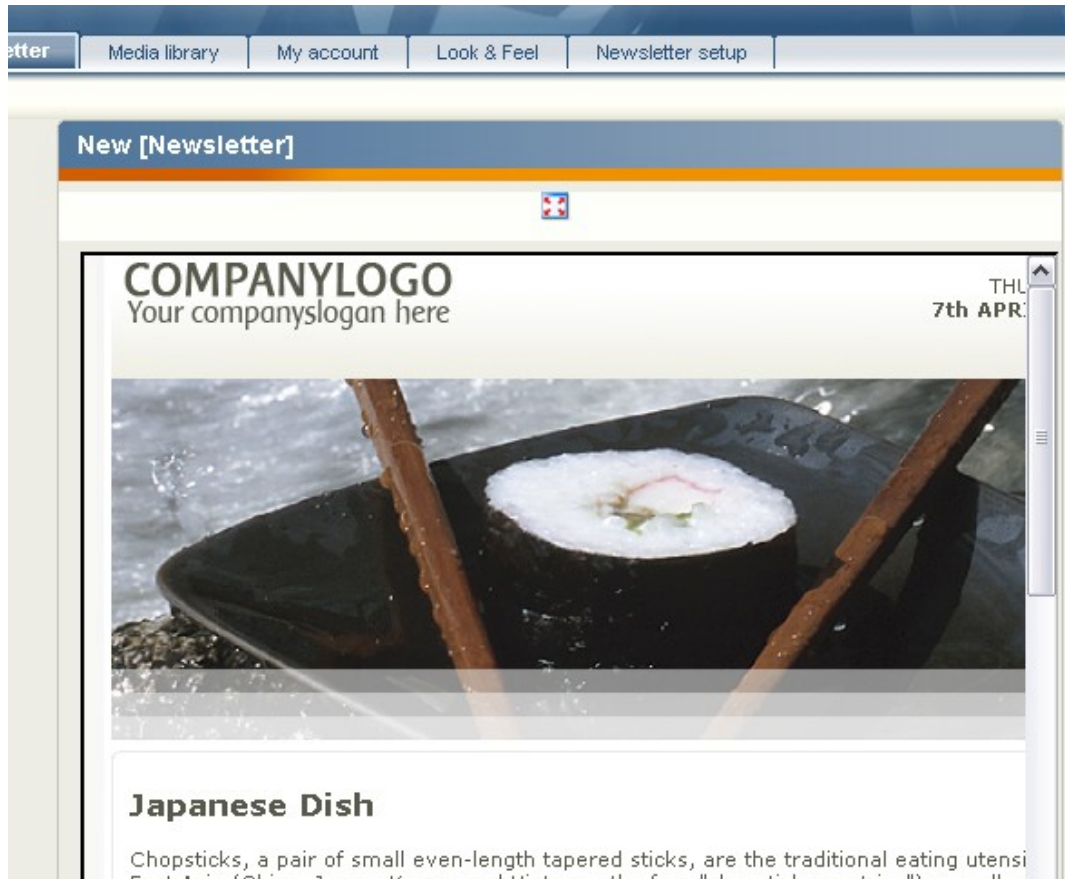 etter Media library My account Look & Feel Newsletter setup
New [Newsletter]
COMPANYLOGO
Your companyslogan here
THU
7th APR
Japanese Dish
Chopsticks, a pair of small even-length tapered sticks, are the traditional eating utensi